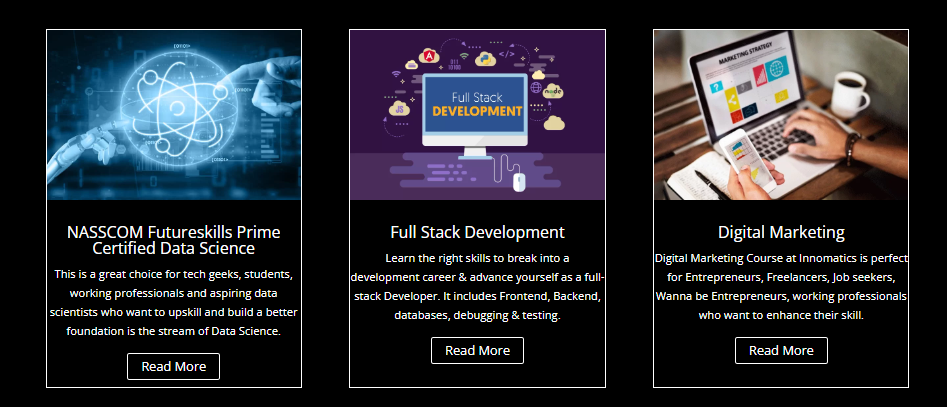 Full Stack
DEVELOPMENT
MARKETING STRATEGY
NASSCOM Futureskills Prime
Certified Data Science
This is a great choice for tech geeks, students,
working professionals and aspiring data
scientists who want to upskill and build a better
foundation is the stream of Data Science.
Read More
Full Stack Development
Learn the right skills to break into a
development career & advance yourself as a full-
stack Developer. It includes Frontend, Backend,
databases, debugging & testing.
Read More
Digital Marketing
Digital Marketing Course at Innomatics is perfect
for Entrepreneurs, Freelancers, Job seekers,
Wanna be Entrepreneurs, working professionals
who want to enhance their skill.
Read More